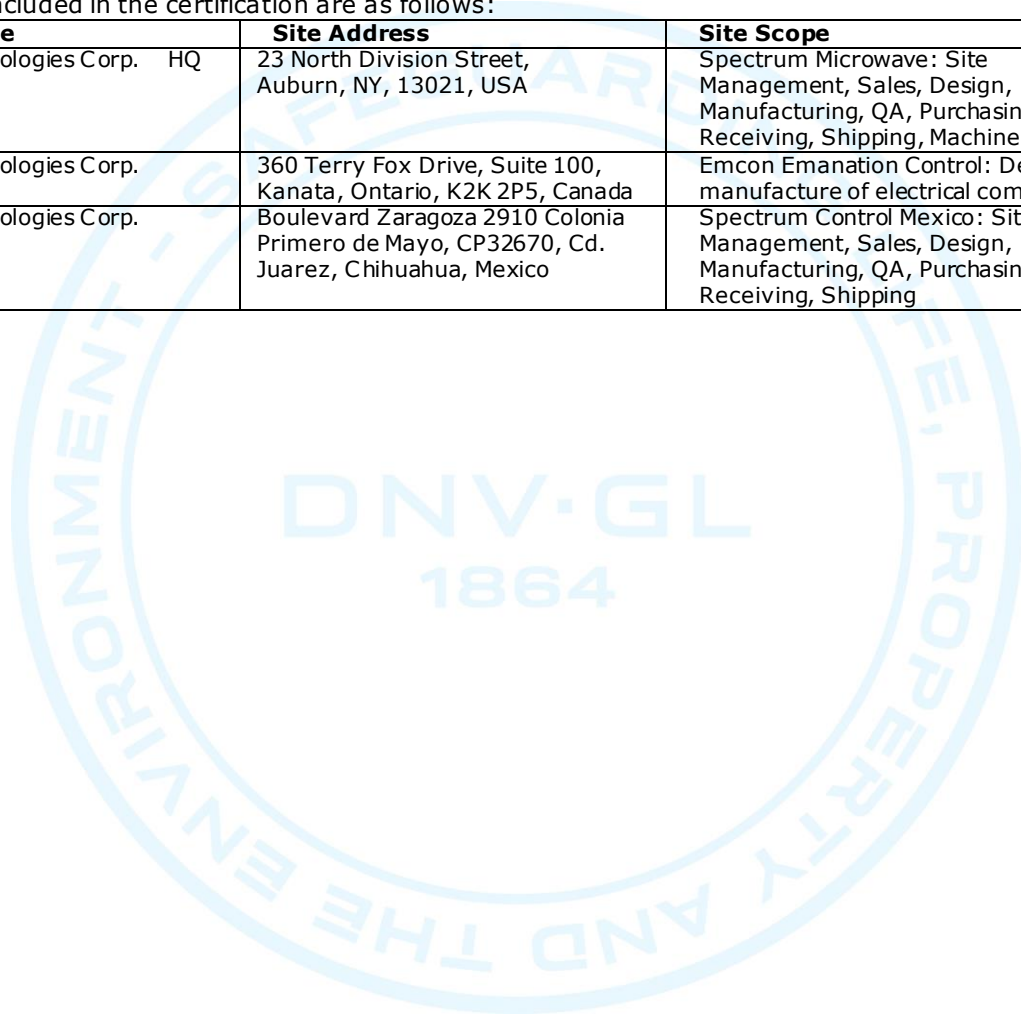 ncluded in the certification are as follows:
e Site Address Site Scope
ologies Corp. HQ 23 North Division Street, Spectrum Microwave: Site
Auburn, NY, 13021, USA Management, Sales, Design,
Manufacturing, QA, Purchasin
Receiving, Shipping, Machine
ologies Corp. 360 Terry Fox Drive, Suite 100, Emcon Emanation Control: De
Kanata, Ontario, K2K 2P5, Canada manufacture of electrical com
ologies Corp. Boulevard Zaragoza 2910 Colonia Spectrum Control Mexico: Sit
Primero de Mayo, CP32670, Cd. Management, Sales, Design,
Juarez, Chihuahua, Mexico Manufacturing, QA, Purchasin
Receiving, Shipping
DNV·GL
1864
PROPERTY AND THE ENVIRONMENT -